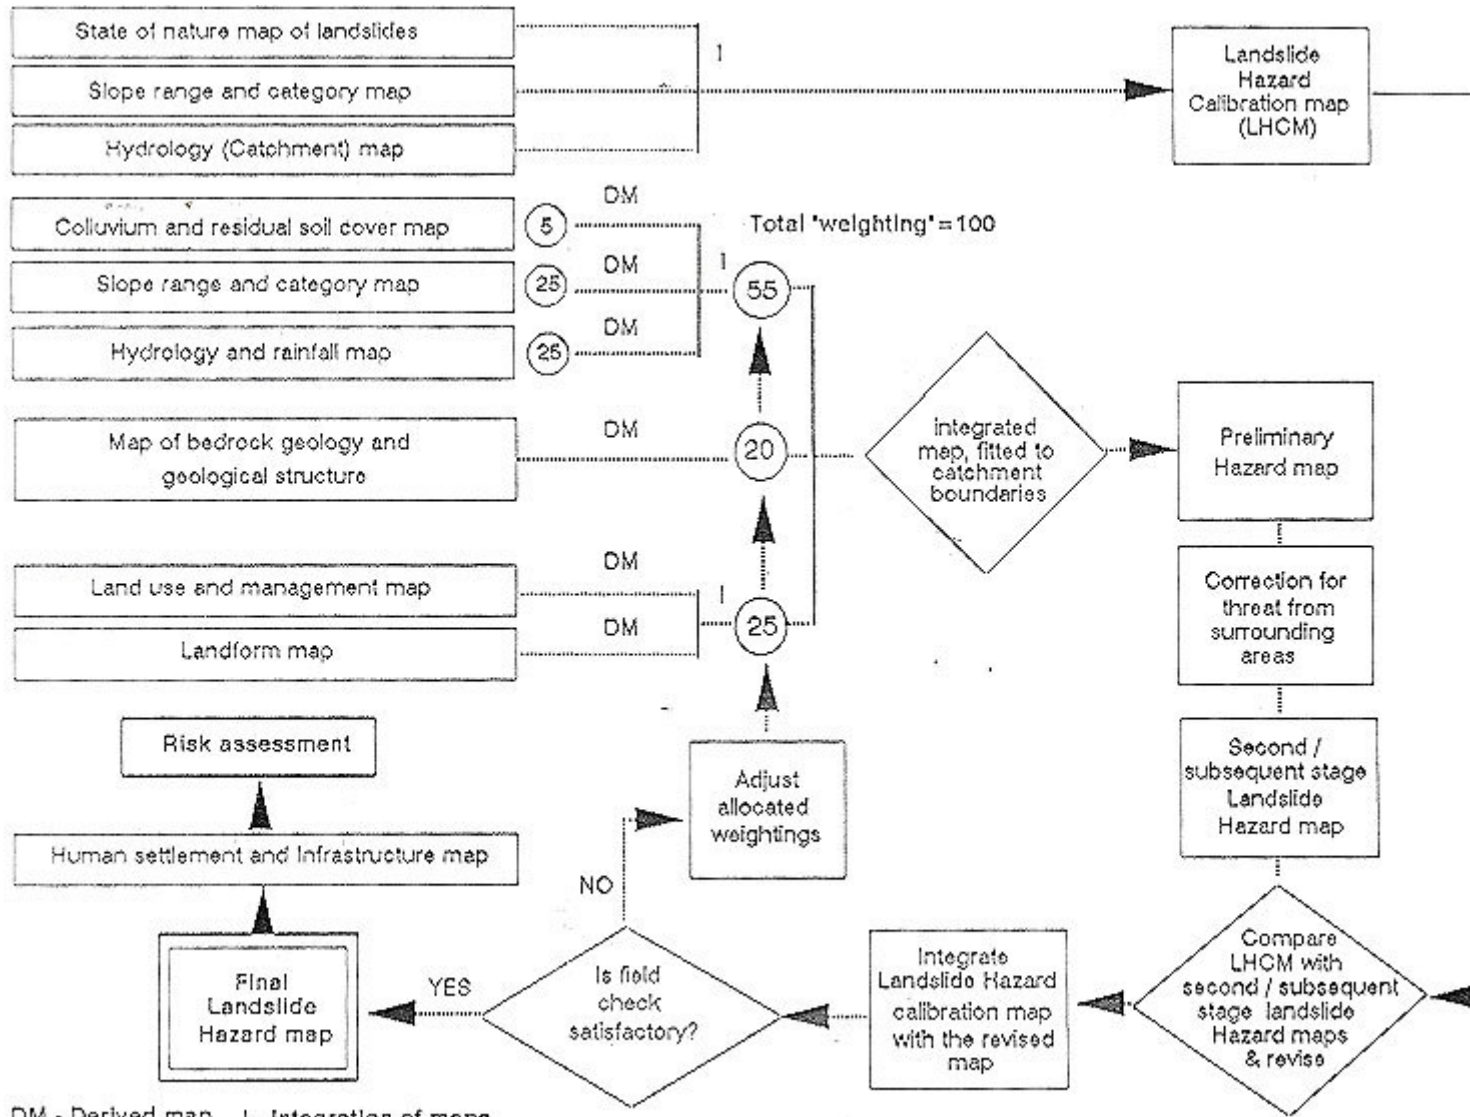 State of nature map of landslides
Slope range and category map
Hydrology (Catchment) map
I
Landslide
Hazard
Calibration map
(LHCM)
Colluvium and residual soil cover map
5
DM
Slope range and category map
25
DM
Hydrology and rainfall map
25
DM
I
55
Total "weighting"=100
Map of bedrock geology and
geological structure
DM
20
Land use and management map
DM
Landform map
DM
I
25
integrated
map, fitted to
catchment
boundaries
Preliminary
Hazard map
Correction for
threat from
surrounding
areas
Second /
subsequent stage
Landslide
Hazard map
Compare
LHCM with
second / subsequent
stage landslide
Hazard maps
& revise
Integrate
Landslide Hazard
calibration map
with the revised
map
Is field
check
satisfactory?
NO
Adjust
allocated
weightings
YES
Final
Landslide
Hazard map
Human settlement and Infrastructure map
Risk assessment
DM - Derived map I - Integration of maps